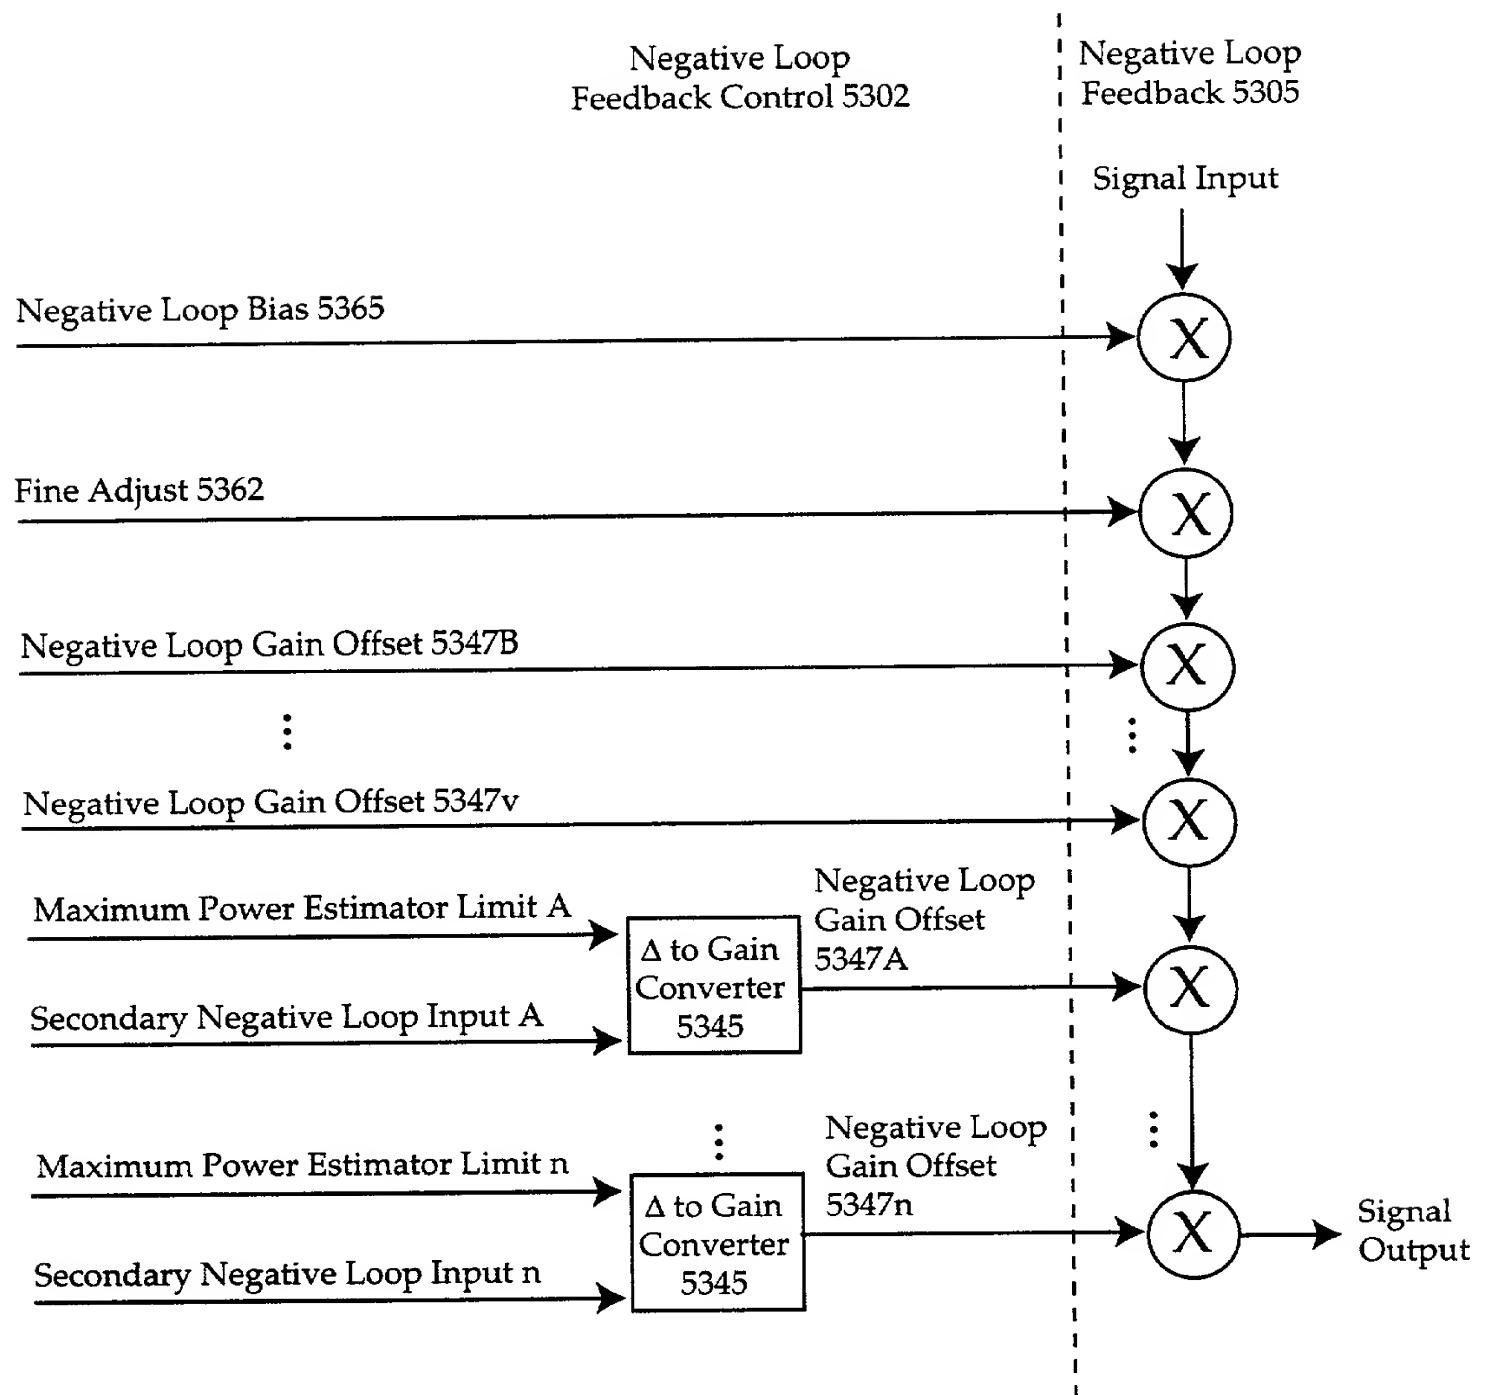 Negative Loop
Feedback Control 5302
Negative Loop
Feedback 5305
Signal Input
Negative Loop Bias 5365
X
Fine Adjust 5362
X
Negative Loop Gain Offset 5347B
X
Negative Loop Gain Offset 5347v
X
Maximum Power Estimator Limit A
Secondary Negative Loop Input A
Δ to Gain
Converter
5345
Negative Loop
Gain Offset
5347A
X
Maximum Power Estimator Limit n
Secondary Negative Loop Input n
Δ to Gain
Converter
5345
Negative Loop
Gain Offset
5347n
X
Signal
Output